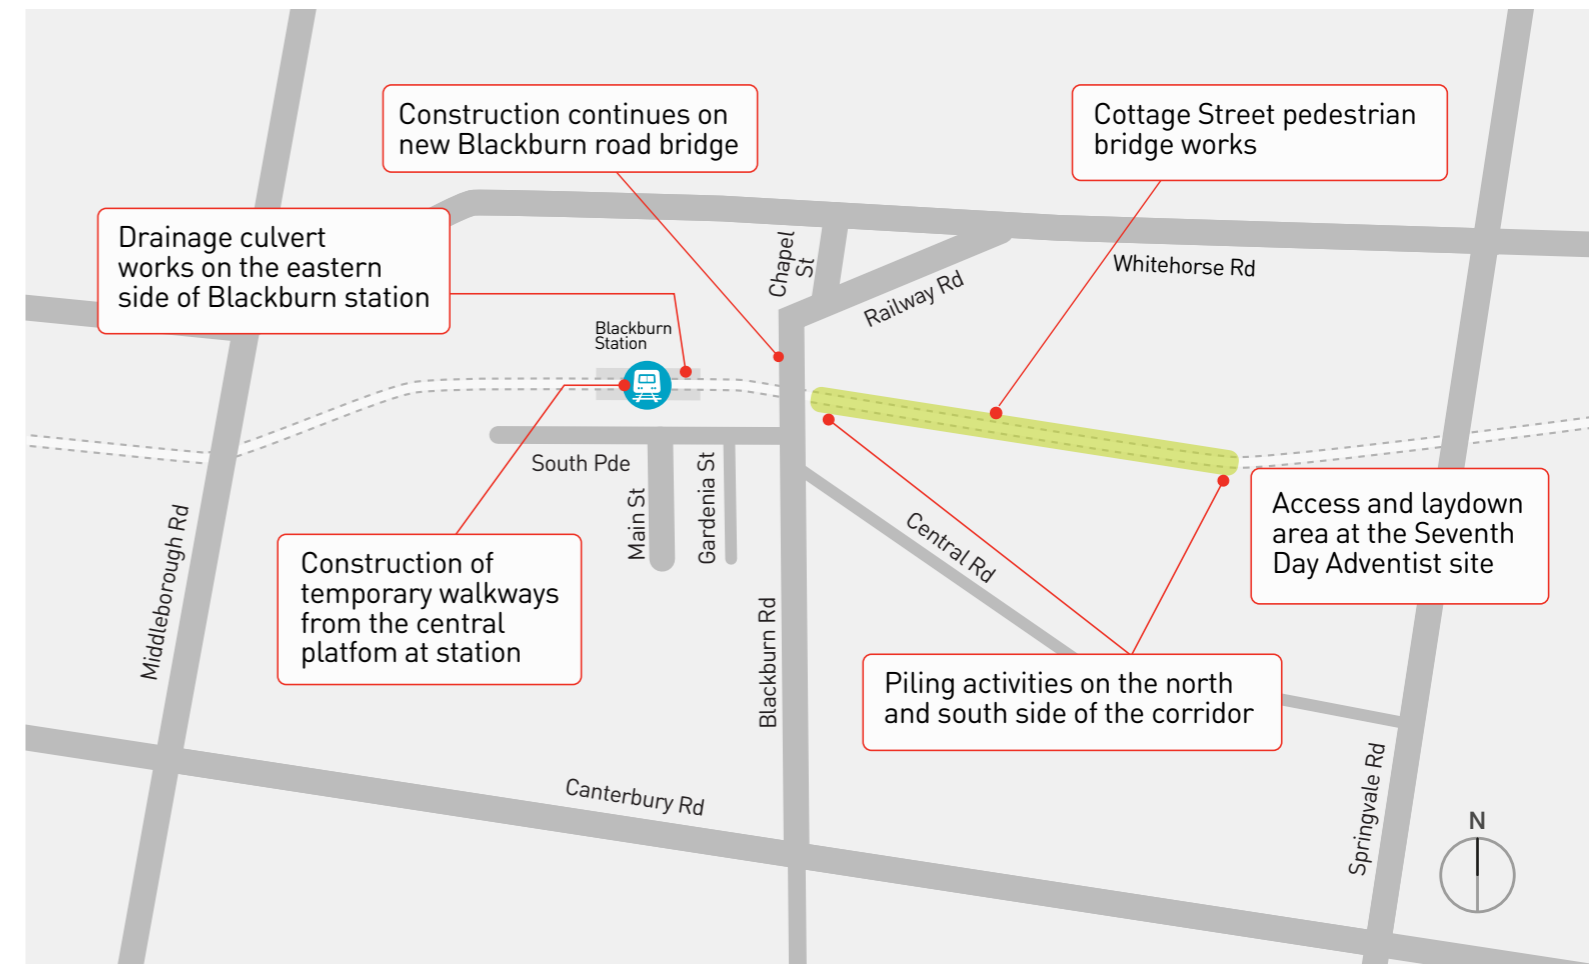 Construction continues on
new Blackburn road bridge
Cottage Street pedestrian
bridge works
Drainage culvert
works on the eastern
side of Blackburn station
Chapel
St
Railway Rd
Whitehorse Rd
Blackburn
Station
South Pde
Main St
Gardenia St
Central Rd
Access and laydown
area at the Seventh
Day Adventist site
Middleborough Rd
Construction of
temporary walkways
from the central
platfom at station
Blackburn Rd
Piling activities on the north
and south side of the corridor
Canterbury Rd
Springvale Rd
N